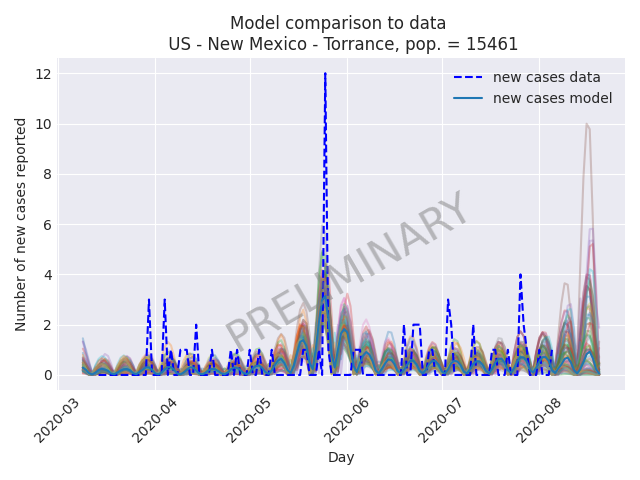 Model comparison to data
US - New Mexico - Torrance, pop. = 15461
new cases data
new cases model
PRELIMINARY
Number of new cases reported
12
10
8
6
4
2
0
2020-03
2020-04
2020-05
2020-06
2020-07
2020-08
Day